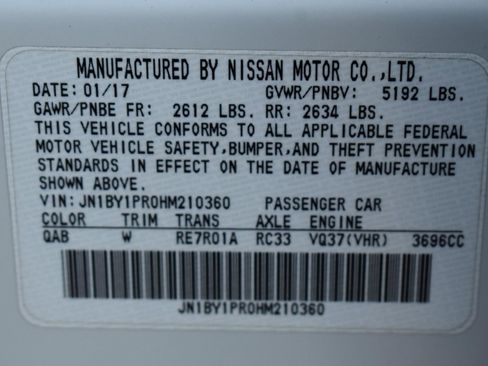 MANUFACTURED BY NISSAN MOTOR CO.,LTD.
DATE: 01/17 GVWR/PNBV: 5192 LBS.
GAWR/PNBE FR: 2612 LBS. RR: 2634 LBS.
THIS VEHICLE CONFORMS TO ALL APPLICABLE FEDERAL
MOTOR VEHICLE SAFETY,BUMPER,AND THEFT PREVENTION
STANDARDS IN EFFECT ON THE DATE OF MANUFACTURE
SHOWN ABOVE.
VIN: JN1BY1PR0HM210360 PASSENGER CAR
COLOR TRIM TRANS AXLE ENGINE
QAB W RE7R01A RC33 VQ37(VHR) 3696CC
JN1BY1PR0HM210360